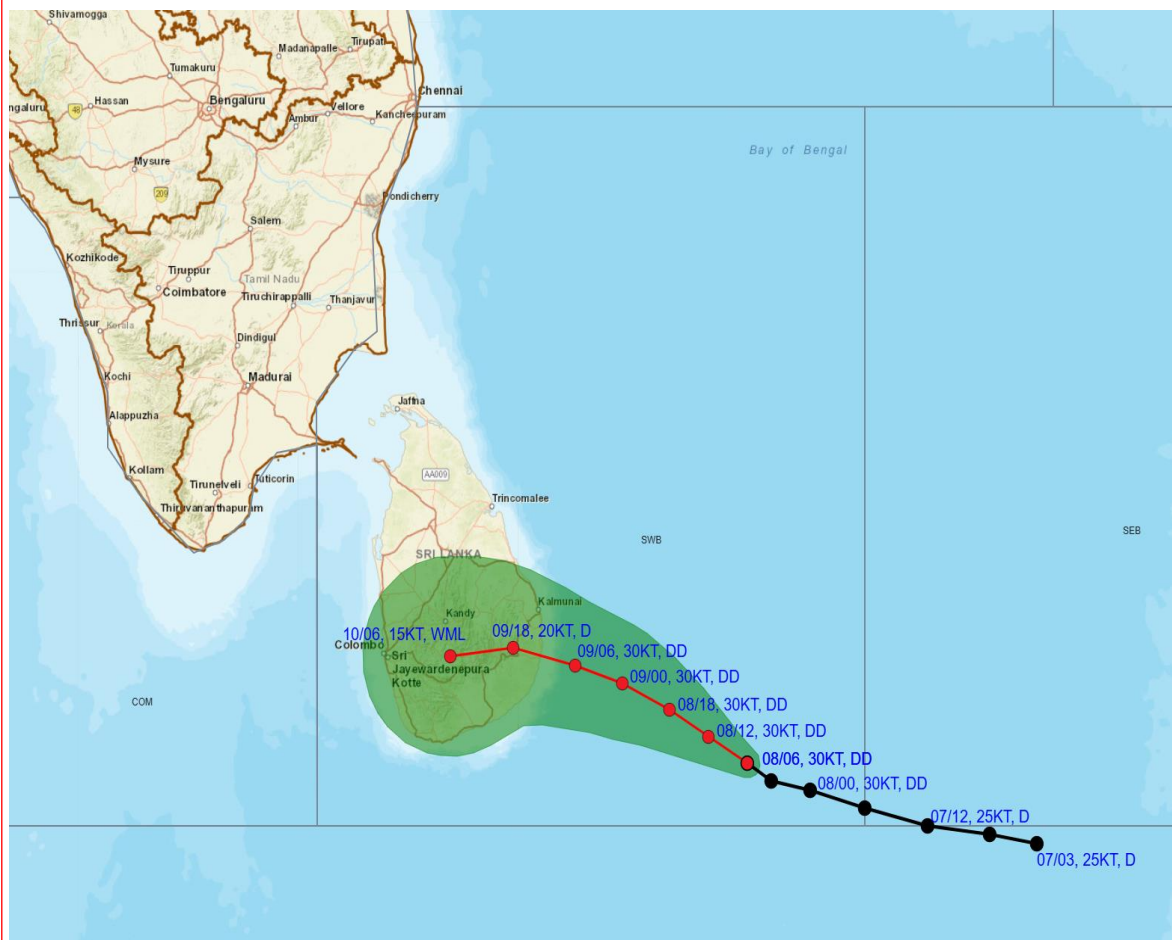 Shivamogga
Madanapalle
Tirupati
Tumakuru
Chennai
ngaluru
48
Hassan
Bengaluru
Vellore
Ambur
Kancheepuram
Bay of Bengal
Mysure
209
Pondicherry
Salem
Kozhikode
Tiruppur
Tamil Nadu
Coimbatore
Tiruchirappalli
Thanjavur
Thrissur
Kerala
Dindigul
Kochi
Madurai
Jaffna
Alappuzha
Kollam
Tirunelveli
Tuticorin
AA009
Thiruvananthapuram
Trincomalee
SEB
SWB
SRI LANKA
Kalmunai
Kandy
10/06, 15KT, WML
09/18, 20KT, D
Colombo
Sri
Jayewardenepura
Kotte
09/06, 30KT, DD
09/00, 30KT, DD
COM
08/18, 30KT, DD
08/12, 30KT, DD
08/06, 30KT, DD
08/00, 30KT, DD
07/12, 25KT, D
07/03, 25KT, D